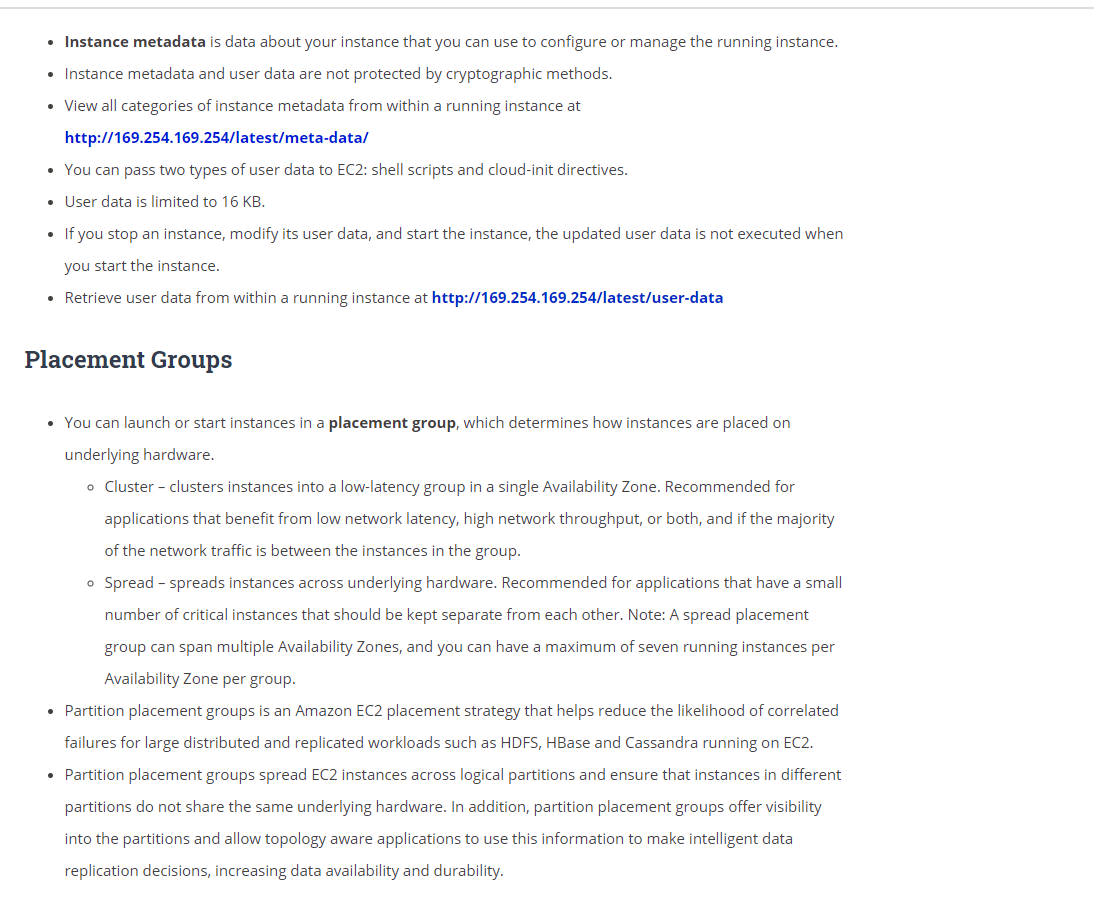 • Instance metadata is data about your instance that you can use to configure or manage the running instance.
• Instance metadata and user data are not protected by cryptographic methods.
• View all categories of instance metadata from within a running instance at
http://169.254.169.254/latest/meta-data/
• You can pass two types of user data to EC2: shell scripts and cloud-init directives.
• User data is limited to 16 KB.
• If you stop an instance, modify its user data, and start the instance, the updated user data is not executed when
you start the instance.
• Retrieve user data from within a running instance at http://169.254.169.254/latest/user-data
Placement Groups
• You can launch or start instances in a placement group, which determines how instances are placed on
underlying hardware.
◦ Cluster – clusters instances into a low-latency group in a single Availability Zone. Recommended for
applications that benefit from low network latency, high network throughput, or both, and if the majority
of the network traffic is between the instances in the group.
◦ Spread – spreads instances across underlying hardware. Recommended for applications that have a small
number of critical instances that should be kept separate from each other. Note: A spread placement
group can span multiple Availability Zones, and you can have a maximum of seven running instances per
Availability Zone per group.
• Partition placement groups is an Amazon EC2 placement strategy that helps reduce the likelihood of correlated
failures for large distributed and replicated workloads such as HDFS, HBase and Cassandra running on EC2.
• Partition placement groups spread EC2 instances across logical partitions and ensure that instances in different
partitions do not share the same underlying hardware. In addition, partition placement groups offer visibility
into the partitions and allow topology aware applications to use this information to make intelligent data
replication decisions, increasing data availability and durability.